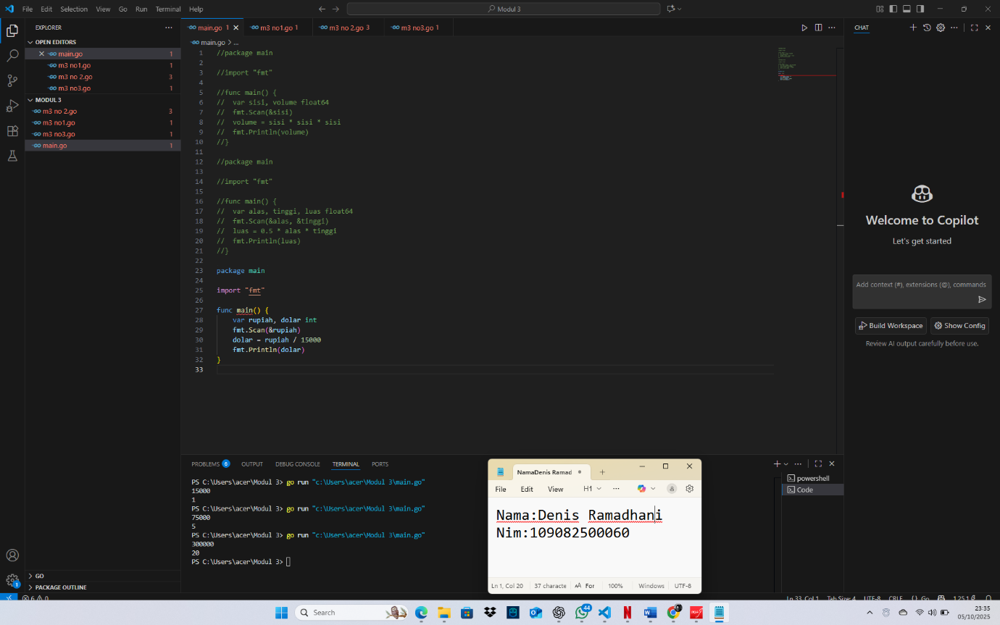 File Edit Selection View Go Run Terminal Help
Modul 3
EXPLORER
OPEN EDITORS
main.go 1
m3 no1.go 1
m3 no 2.go 3
m3 no3.go 1
MODUL 3
m3 no 2.go 3
m3 no1.go 1
m3 no3.go 1
main.go 1
GO
PACKAGE OUTLINE
main.go 1 m3 no1.go 1 m3 no 2.go 3 m3 no3.go 1
main.go > ...
1 //package main
2
3 //import "fmt"
4
5 //func main() {
6 //  var sisi, volume float64
7 //  fmt.Scan(&sisi)
8 //  volume = sisi * sisi * sisi
9 //  fmt.Println(volume)
10 //}
11
12 //package main
13
14 //import "fmt"
15
16 //func main() {
17 //  var alas, tinggi, luas float64
18 //  fmt.Scan(&alas, &tinggi)
19 //  luas = 0.5 * alas * tinggi
20 //  fmt.Println(luas)
21 //}
22
23 package main
24
25 import "fmt"
26
27 func main() {
28     var rupiah, dolar int
29     fmt.Scan(&rupiah)
30     dolar = rupiah / 15000
31     fmt.Println(dolar)
32 }
33
CHAT
Welcome to Copilot
Let's get started
Add context (#), extensions (@), commands
Build Workspace Show Config
Review AI output carefully before use.
PROBLEMS 6 OUTPUT DEBUG CONSOLE TERMINAL PORTS
PS C:\Users\acer\Modul 3> go run "c:\Users\acer\Modul 3\main.go"
15000
1
PS C:\Users\acer\Modul 3> go run "c:\Users\acer\Modul 3\main.go"
75000
5
PS C:\Users\acer\Modul 3> go run "c:\Users\acer\Modul 3\main.go"
300000
20
PS C:\Users\acer\Modul 3>
powershell
Code
NamaDenis Ramad
File Edit View H1
Nama:Denis Ramadhani
Nim:109082500060
Ln 1, Col 20 37 characte For 100% Windows UTF-8
6 0
Ln 33, Col 1 Tab Size: 4 UTF-8 CRLF Go 1.25.1
Search
44
23:35
05/10/2025